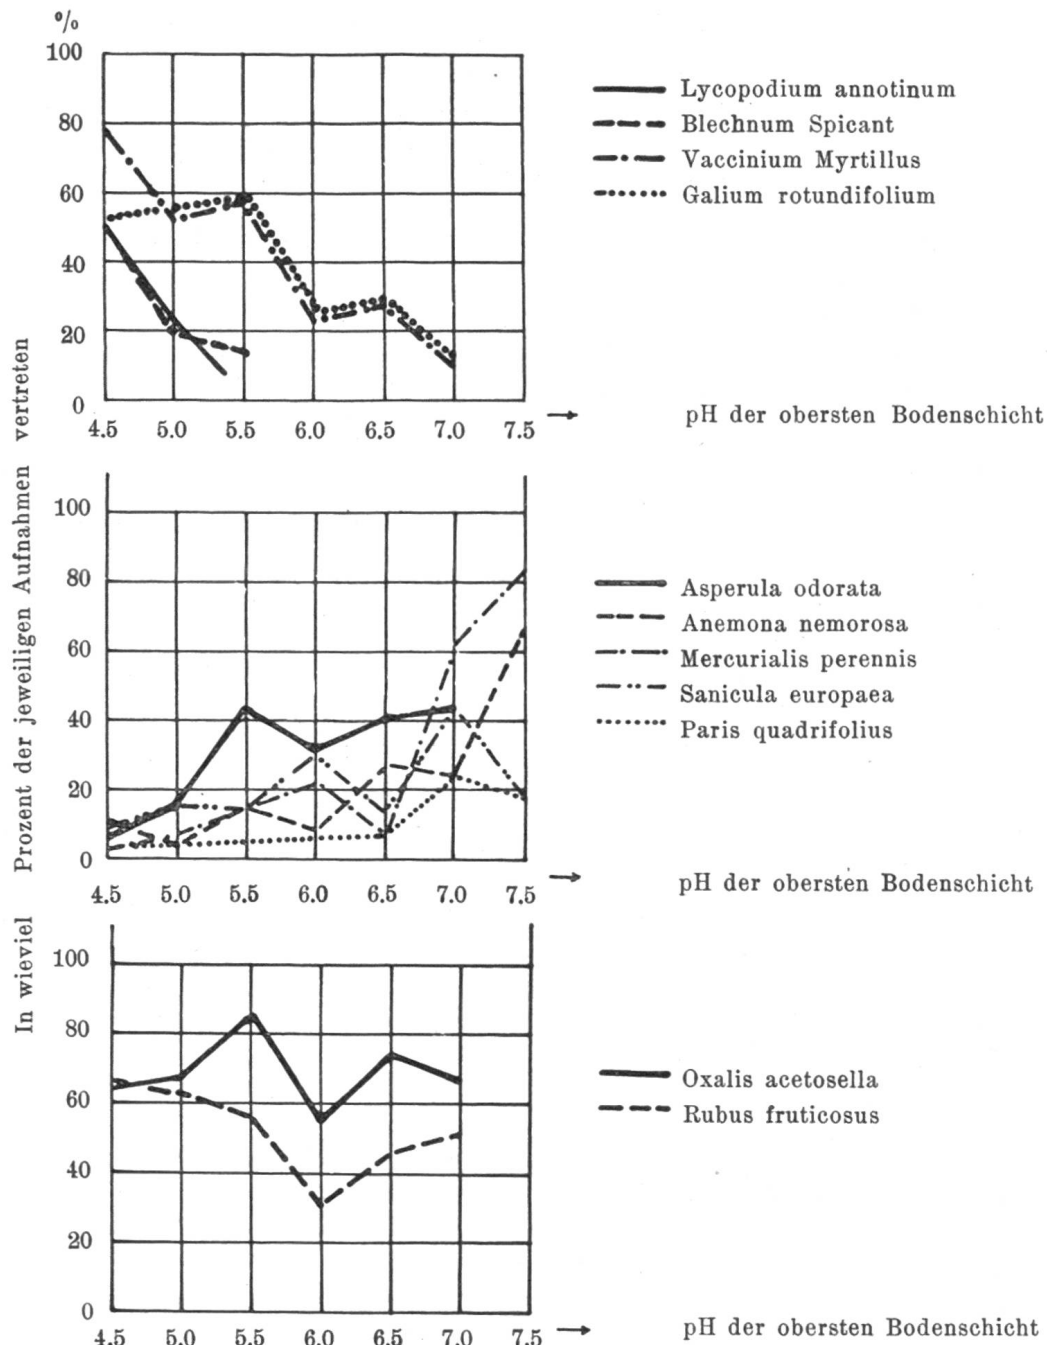 %
100
80
60
40
20
0
4.5 5.0 5.5 6.0 6.5 7.0 7.5
pH der obersten Bodenschicht
Lycopodium annotinum
Blechnum Spicant
Vaccinium Myrtillus
Galium rotundifolium
In wieviel Prozent der jeweiligen Aufnahmen vertreten
100
80
60
40
20
0
4.5 5.0 5.5 6.0 6.5 7.0 7.5
pH der obersten Bodenschicht
Asperula odorata
Anemona nemorosa
Mercurialis perennis
Sanicula europaea
Paris quadrifolius
100
80
60
40
20
0
4.5 5.0 5.5 6.0 6.5 7.0 7.5
pH der obersten Bodenschicht
Oxalis acetosella
Rubus fruticosus